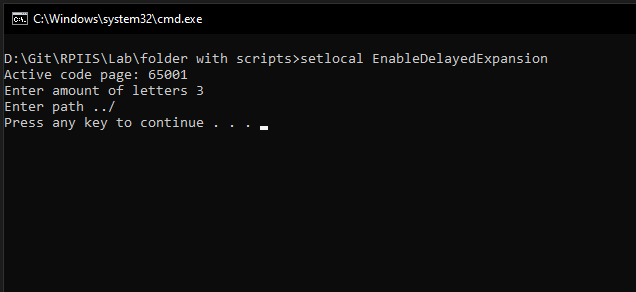 C:\Windows\system32\cmd.exe
D:\Git\RPIIS\Lab\folder with scripts>setlocal EnableDelayedExpansion
Active code page: 65001
Enter amount of letters 3
Enter path ../
Press any key to continue . . .